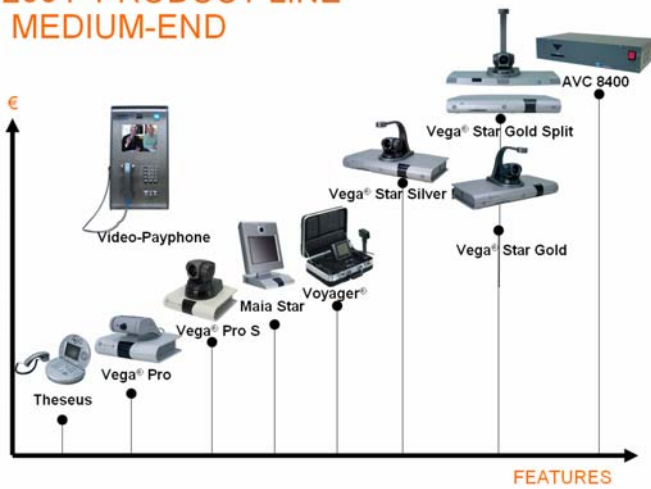 MEDIUM-END
€
AVC 8400
Vega® Star Gold Split
Vega® Star Silver
Video-Payphone
Vega® Star Gold
Voyager®
Maia Star
Vega® Pro S
Vega® Pro
Theseus
FEATURES